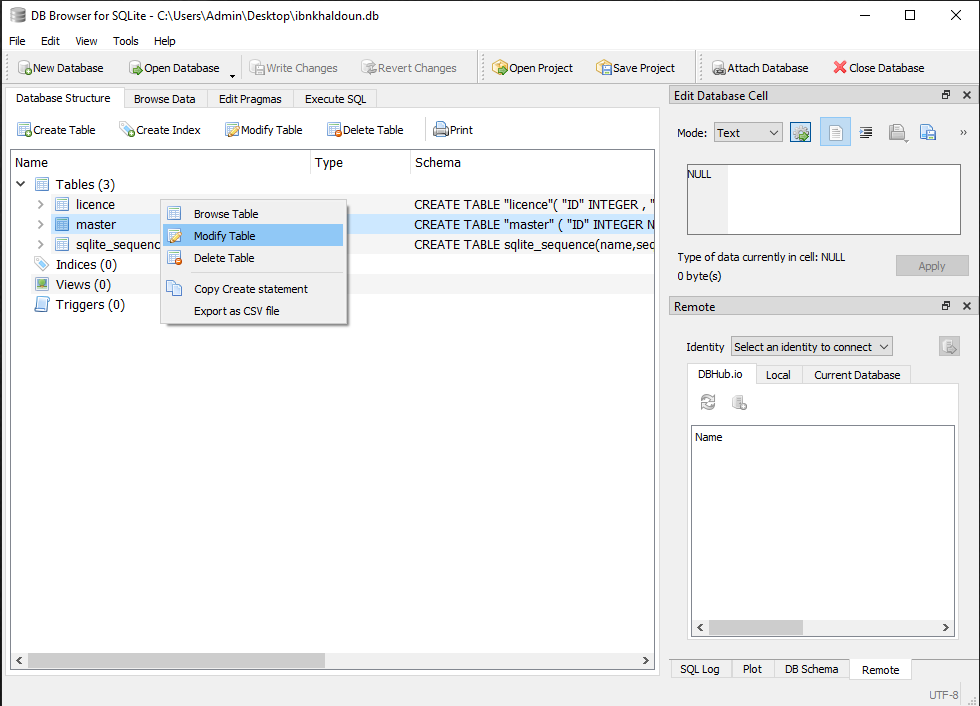 DB Browser for SQLite - C:\Users\Admin\Desktop\ibnkhaldoun.db
File Edit View Tools Help
New Database Open Database Write Changes Revert Changes Open Project Save Project Attach Database Close Database
Database Structure Browse Data Edit Pragmas Execute SQL
Create Table Create Index Modify Table Delete Table Print
Name Type Schema
Tables (3)
licence CREATE TABLE "licence"( "ID" INTEGER , "
master CREATE TABLE "master" ( "ID" INTEGER N
sqlite_sequenc CREATE TABLE sqlite_sequence(name,sec
Indices (0)
Views (0)
Triggers (0)
Browse Table
Modify Table
Delete Table
Copy Create statement
Export as CSV file
Edit Database Cell
Mode: Text »
NULL
Type of data currently in cell: NULL
0 byte(s)
Apply
Remote
Identity Select an identity to connect
DBHub.io Local Current Database
Name
SQL Log Plot DB Schema Remote
UTF-8